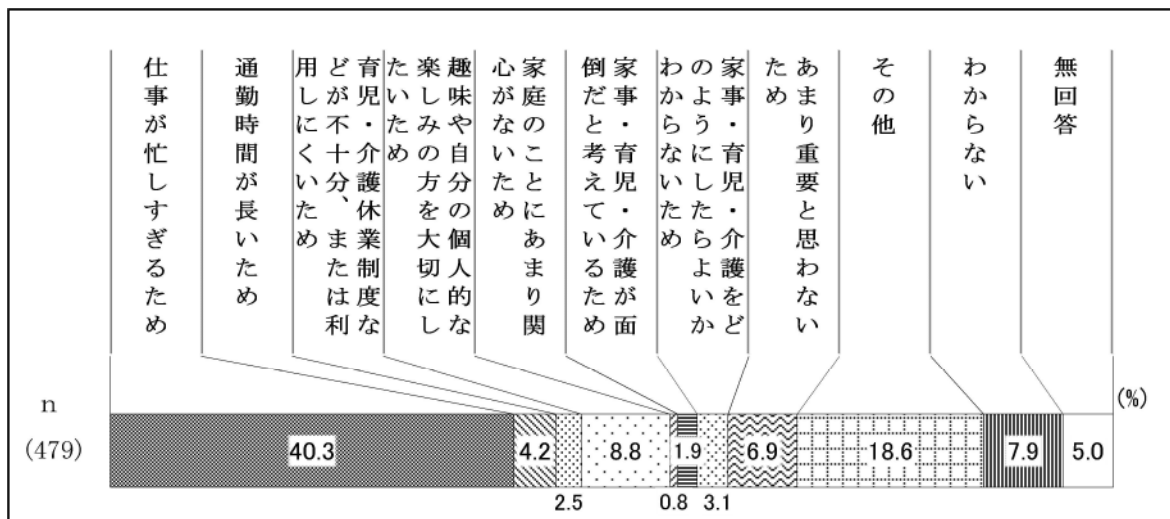 仕事が忙しすぎるため
通勤時間が長いため
育児・介護休業制度な
どが不十分、または利
用しにくいため
趣味や自分の個人的な
楽しみの方を大切にし
たいため
家庭のことにあまり関
心がないため
家事・育児・介護が面
倒だと考えているため
家事・育児・介護をど
のようにしたらよいか
わからないため
あまり重要と思わない
ため
その他
わからない
無回答
(%)
n
(479)
40.3
4.2
2.5
8.8
0.8
1.9
3.1
6.9
18.6
7.9
5.0